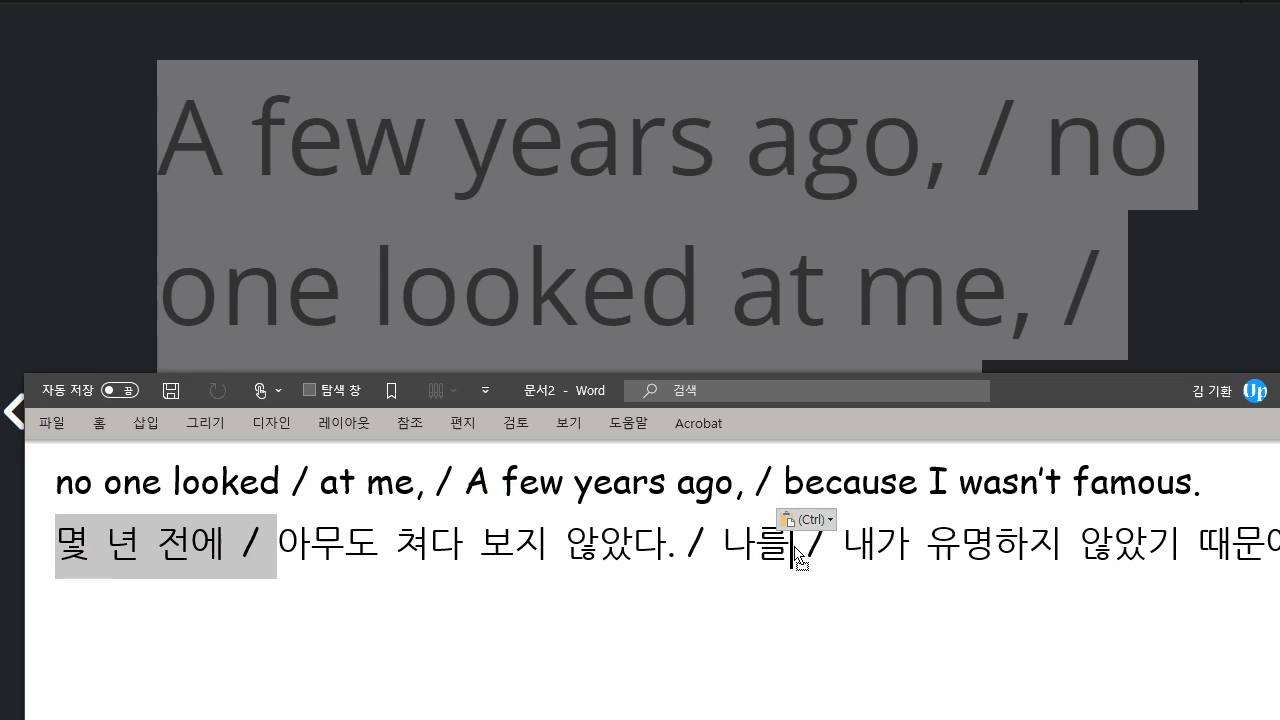 A few years ago, / no
one looked at me, /
자동 저장 끔 탐색 창 문서2 - Word 검색 김 기환 Up
파일 홈 삽입 그리기 디자인 레이아웃 참조 편지 검토 보기 도움말 Acrobat
no one looked / at me, / A few years ago, / because I wasn't famous.
(Ctrl)
몇 년 전에 / 아무도 쳐다 보지 않았다. / 나를 / 내가 유명하지 않았기 때문에